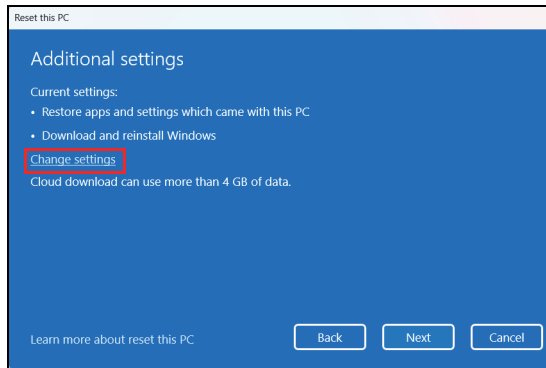 Reset this PC
Additional settings
Current settings:
• Restore apps and settings which came with this PC
• Download and reinstall Windows
Change settings
Cloud download can use more than 4 GB of data.
Learn more about reset this PC
Back
Next
Cancel